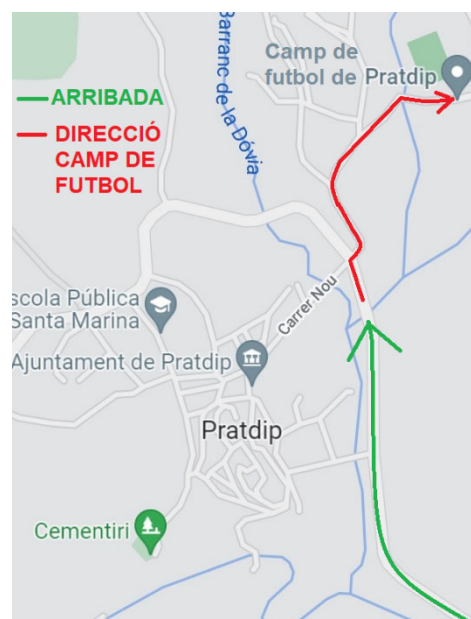 Barranc de la Dòvia
Camp de
futbol de Pratdip
ARRIBADA
DIRECCIÓ
CAMP DE
FUTBOL
Carrer Nou
scola Pública
Santa Marina
Ajuntament de Pratdip
Pratdip
Cementiri